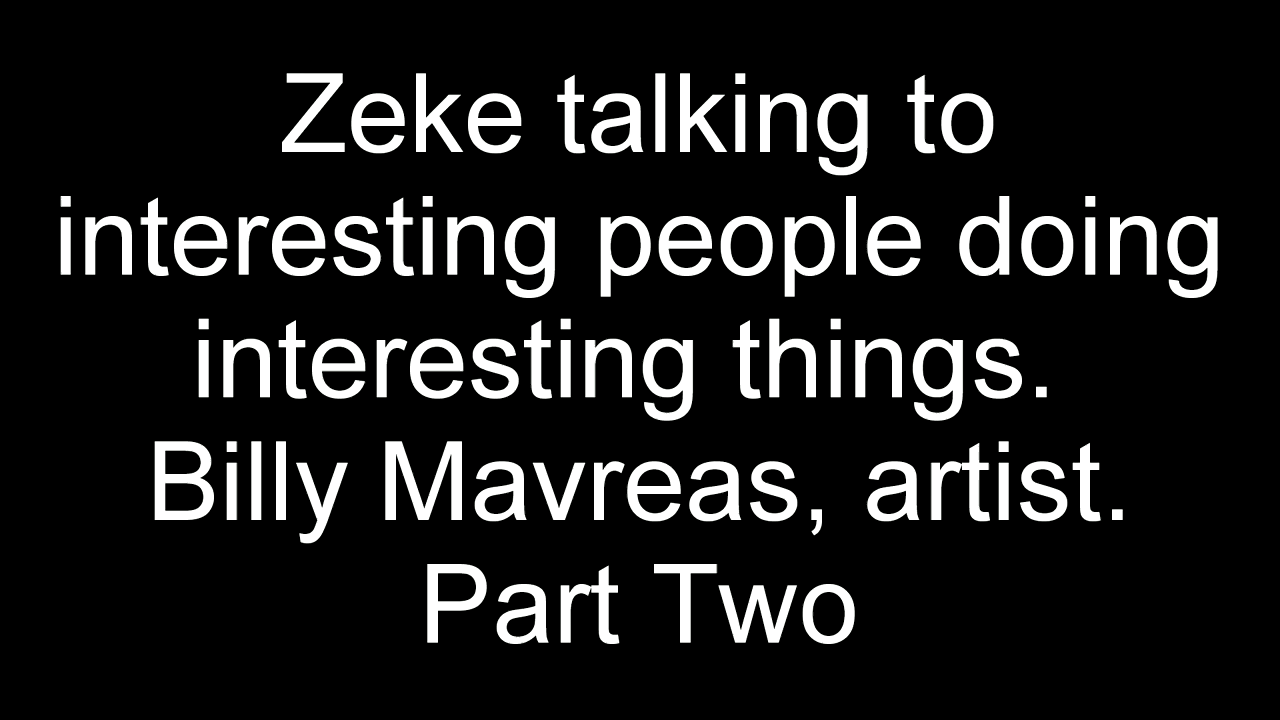 Zeke talking to
interesting people doing
interesting things.
Billy Mavreas, artist.
Part Two